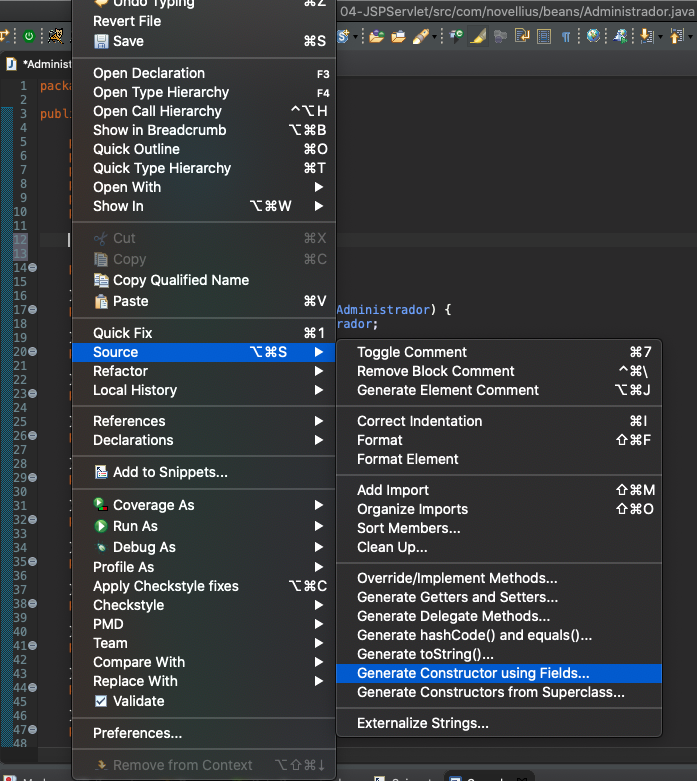 Undo Typing ⌘Z
04-JSPServlet/src/com/novellius/beans/Administrador.java
Revert File
Save ⌘S
*Administ
Open Declaration F3
1 pack
Open Type Hierarchy F4
2
Open Call Hierarchy ^⌥H
3 publi
Show in Breadcrumb ⌥⌘B
4
Quick Outline ⌘O
5
6
Quick Type Hierarchy ⌘T
7
Open With ▶
8
9
Show In ⌥⌘W ▶
10
11
12
Cut ⌘X
13
Copy ⌘C
14
Copy Qualified Name
15
16
Paste ⌘V
17
Administrador) {
18
rador;
Quick Fix ⌘1
19
20
Source ⌥⌘S ▶
21
Refactor ▶
22
Local History ▶
23
24
25
References ▶
26
Declarations ▶
27
28
Add to Snippets...
29
30
31
Coverage As ▶
32
Run As ▶
33
34
Debug As ▶
35
Profile As ▶
36
37
Apply Checkstyle fixes ⌥⌘C
38
Checkstyle ▶
39
PMD ▶
40
41
Team ▶
42
Compare With ▶
43
44
Replace With ▶
45
Validate
46
47
Preferences...
48
Remove from Context ⌥⇧⌘↓
Toggle Comment ⌘7
Remove Block Comment ^⌘\
Generate Element Comment ⌥⌘J
Correct Indentation ⌘I
Format ⇧⌘F
Format Element
Add Import ⇧⌘M
Organize Imports ⇧⌘O
Sort Members...
Clean Up...
Override/Implement Methods...
Generate Getters and Setters...
Generate Delegate Methods...
Generate hashCode() and equals()...
Generate toString()...
Generate Constructor using Fields...
Generate Constructors from Superclass...
Externalize Strings...